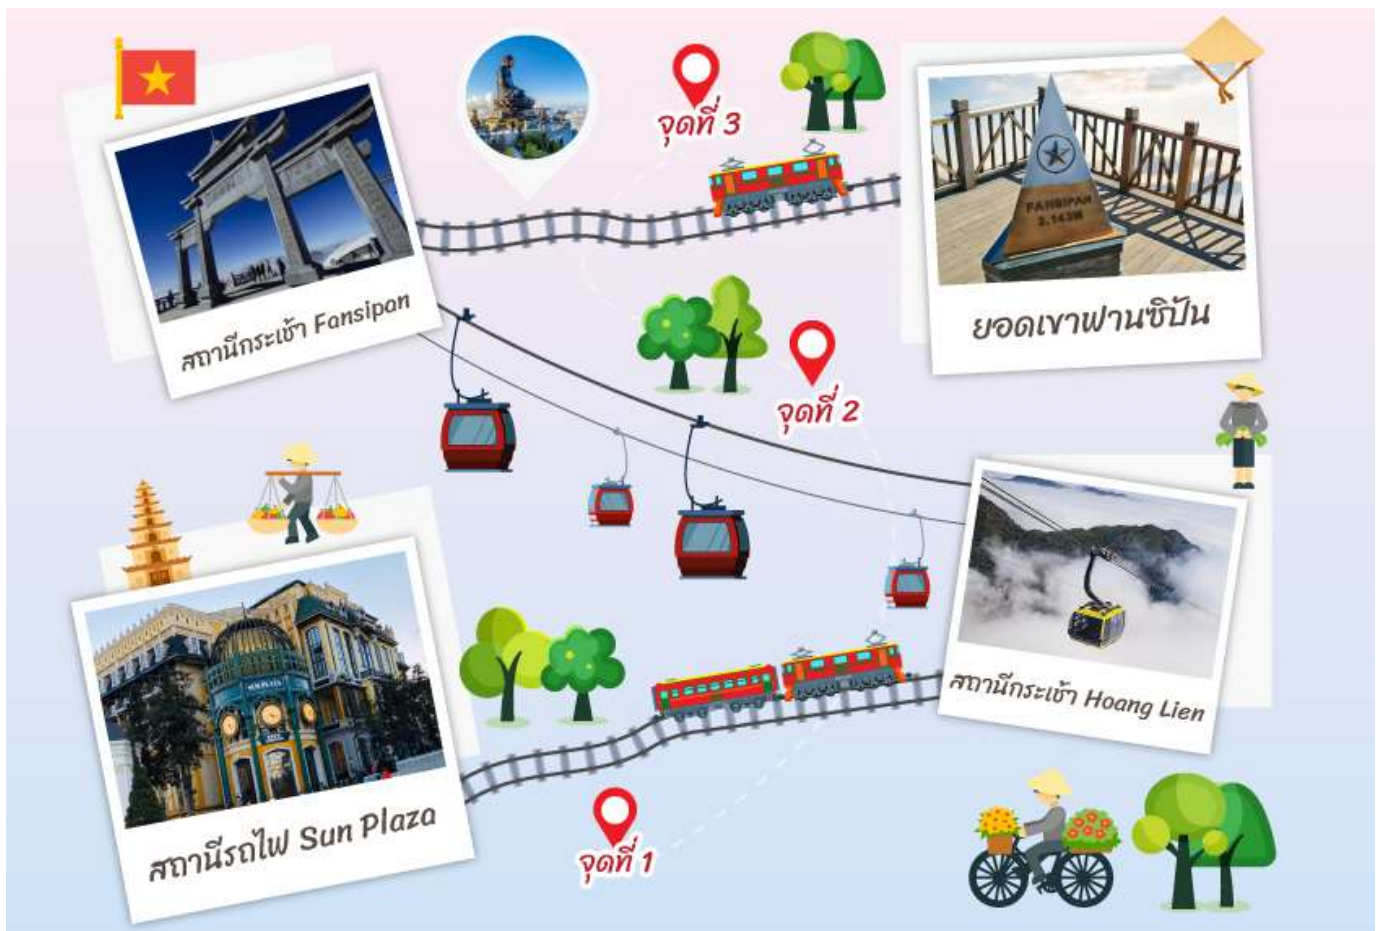 จุดที่ 3
FANSIPAN
3.143M
สถานีกระเช้า Fansipan
ยอดเขาฟานซิปัน
จุดที่ 2
สถานีกระเช้า Hoang Lien
สถานีรถไฟ Sun Plaza
จุดที่ 1